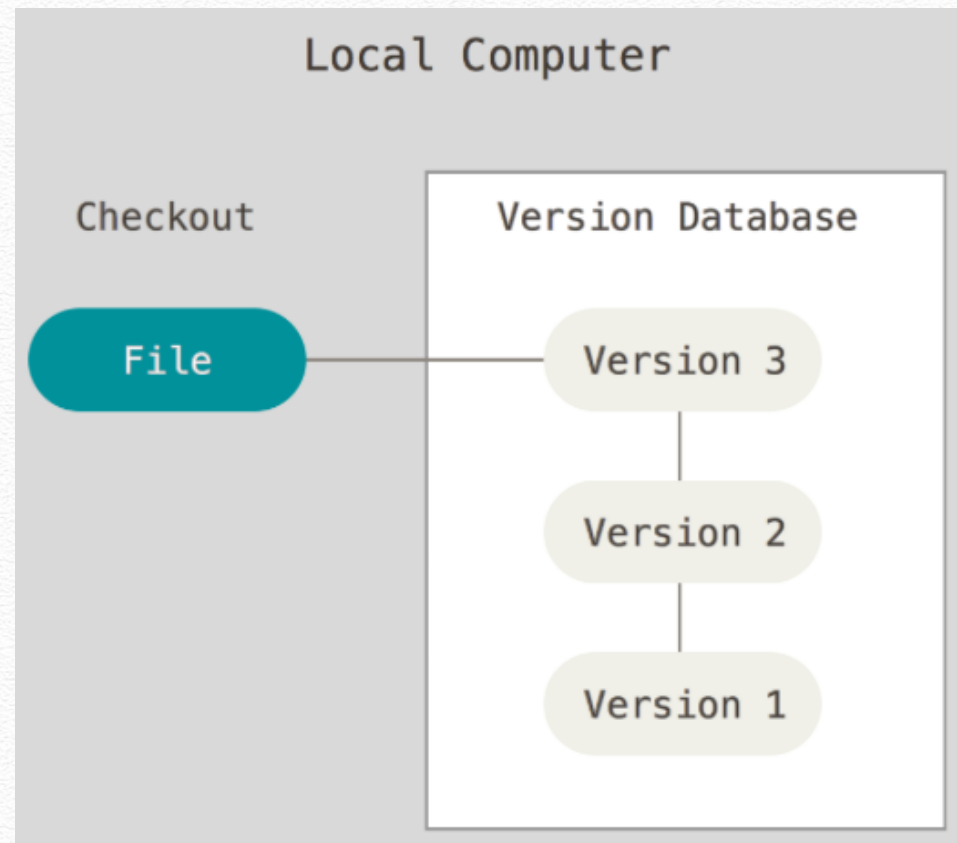 Local Computer
Checkout
Version Database
File
Version 3
Version 2
Version 1